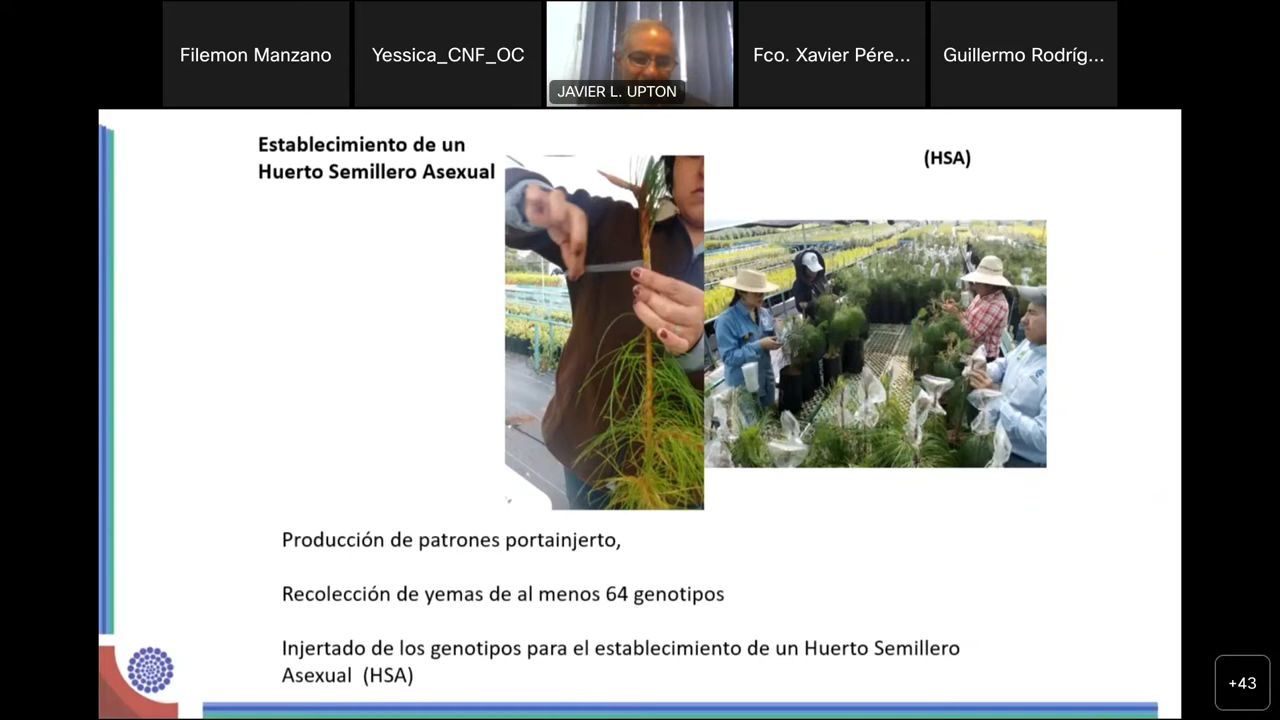 Filemon Manzano
Yessica_CNF_OC
JAVIER L. UPTON
Fco. Xavier Pére...
Guillermo Rodríg...
Establecimiento de un
Huerto Semillero Asexual
(HSA)
Producción de patrones portainjerto,
Recolección de yemas de al menos 64 genotipos
Injertado de los genotipos para el establecimiento de un Huerto Semillero
Asexual (HSA)
+43